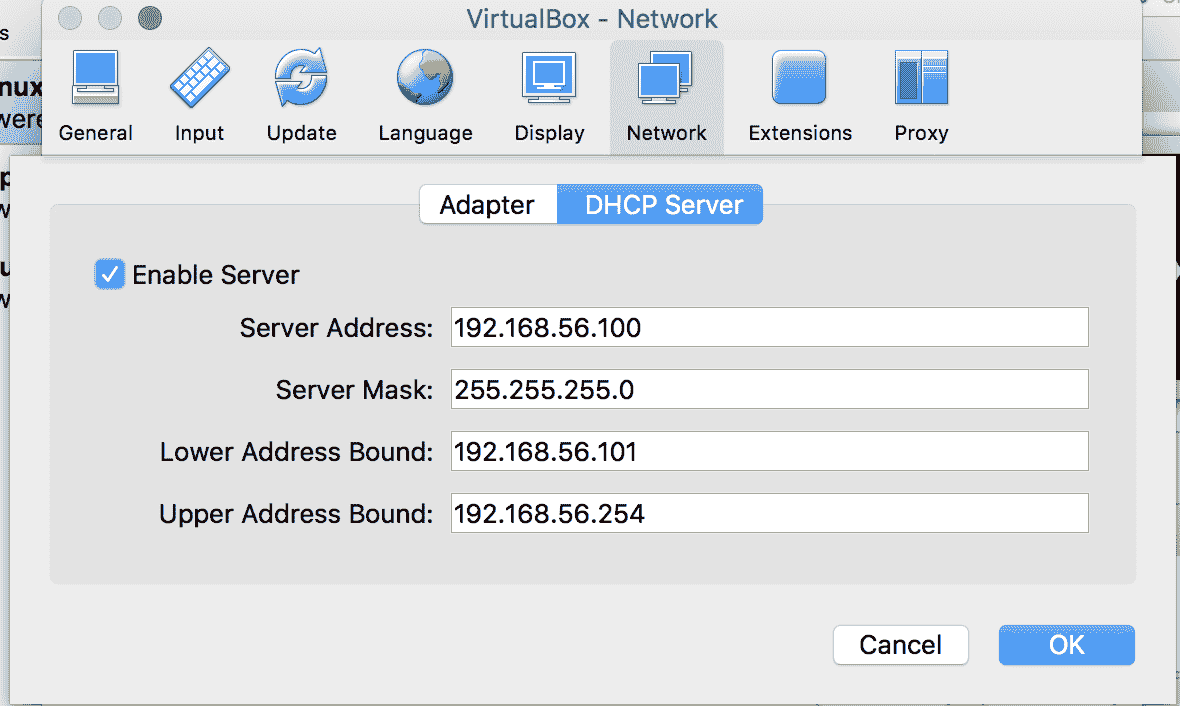 VirtualBox - Network
s
nux
were
General Input Update Language Display Network Extensions Proxy
Adapter DHCP Server
Enable Server
Server Address: 192.168.56.100
Server Mask: 255.255.255.0
Lower Address Bound: 192.168.56.101
Upper Address Bound: 192.168.56.254
Cancel OK